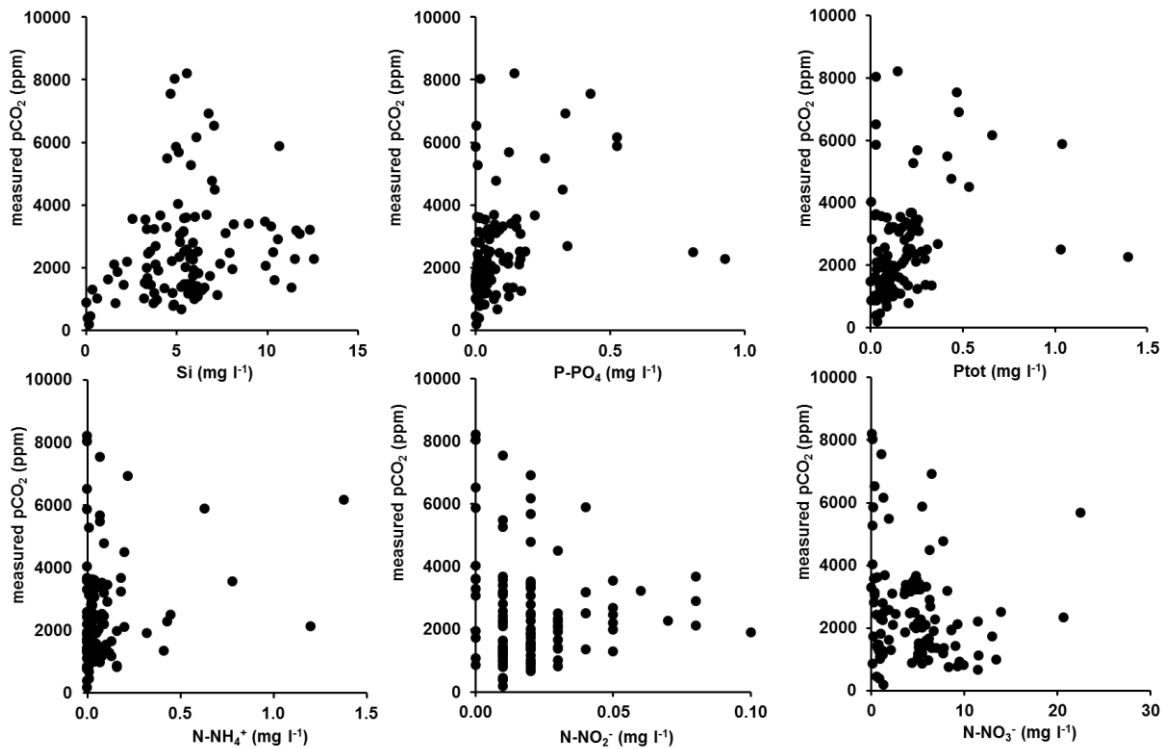 10000
8000
6000
4000
2000
0
measured pCO₂ (ppm)
0 5 10 15
Si (mg l⁻¹)
10000
8000
6000
4000
2000
0
measured pCO₂ (ppm)
0.0 0.5 1.0
P-PO₄ (mg l⁻¹)
10000
8000
6000
4000
2000
0
measured pCO₂ (ppm)
0.0 0.5 1.0 1.5
Ptot (mg l⁻¹)
10000
8000
6000
4000
2000
0
measured pCO₂ (ppm)
0.0 0.5 1.0 1.5
N-NH₄⁺ (mg l⁻¹)
10000
8000
6000
4000
2000
0
measured pCO₂ (ppm)
0.00 0.05 0.10
N-NO₂⁻ (mg l⁻¹)
10000
8000
6000
4000
2000
0
measured pCO₂ (ppm)
0 10 20 30
N-NO₃⁻ (mg l⁻¹)